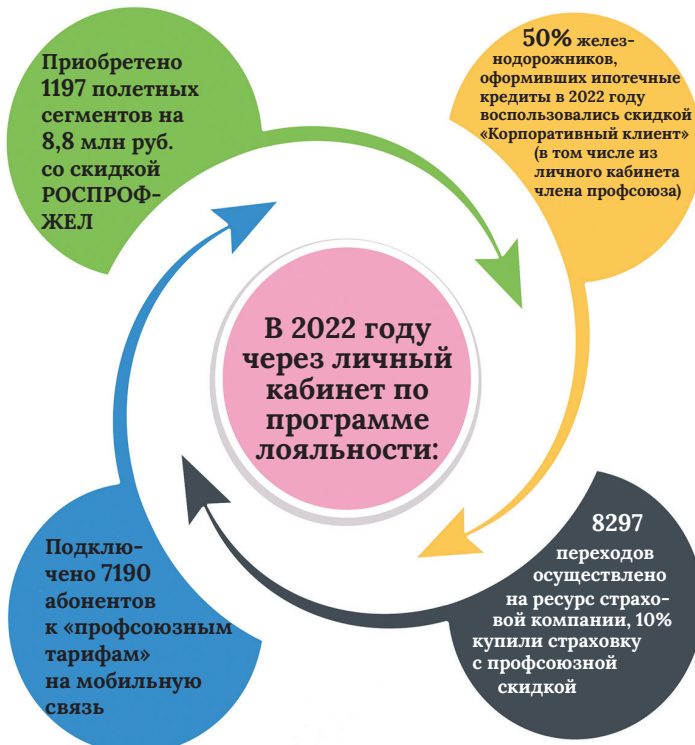 Приобретено
1197 полетных
сегментов на
8,8 млн руб.
со скидкой
РОСПРОФ-
ЖЕЛ
50% желез-
нодорожников,
оформивших ипотечные
кредиты в 2022 году
воспользовались скидкой
«Корпоративный клиент»
(в том числе из
личного кабинета
члена профсоюза)
В 2022 году
через личный
кабинет по
программе
лояльности:
Подклю-
чено 7190
абонентов
к «профсоюзным
тарифам»
на мобильную
связь
8297
переходов
осуществлено
на ресурс страхо-
вой компании, 10%
купили страховку
с профсоюзной
скидкой